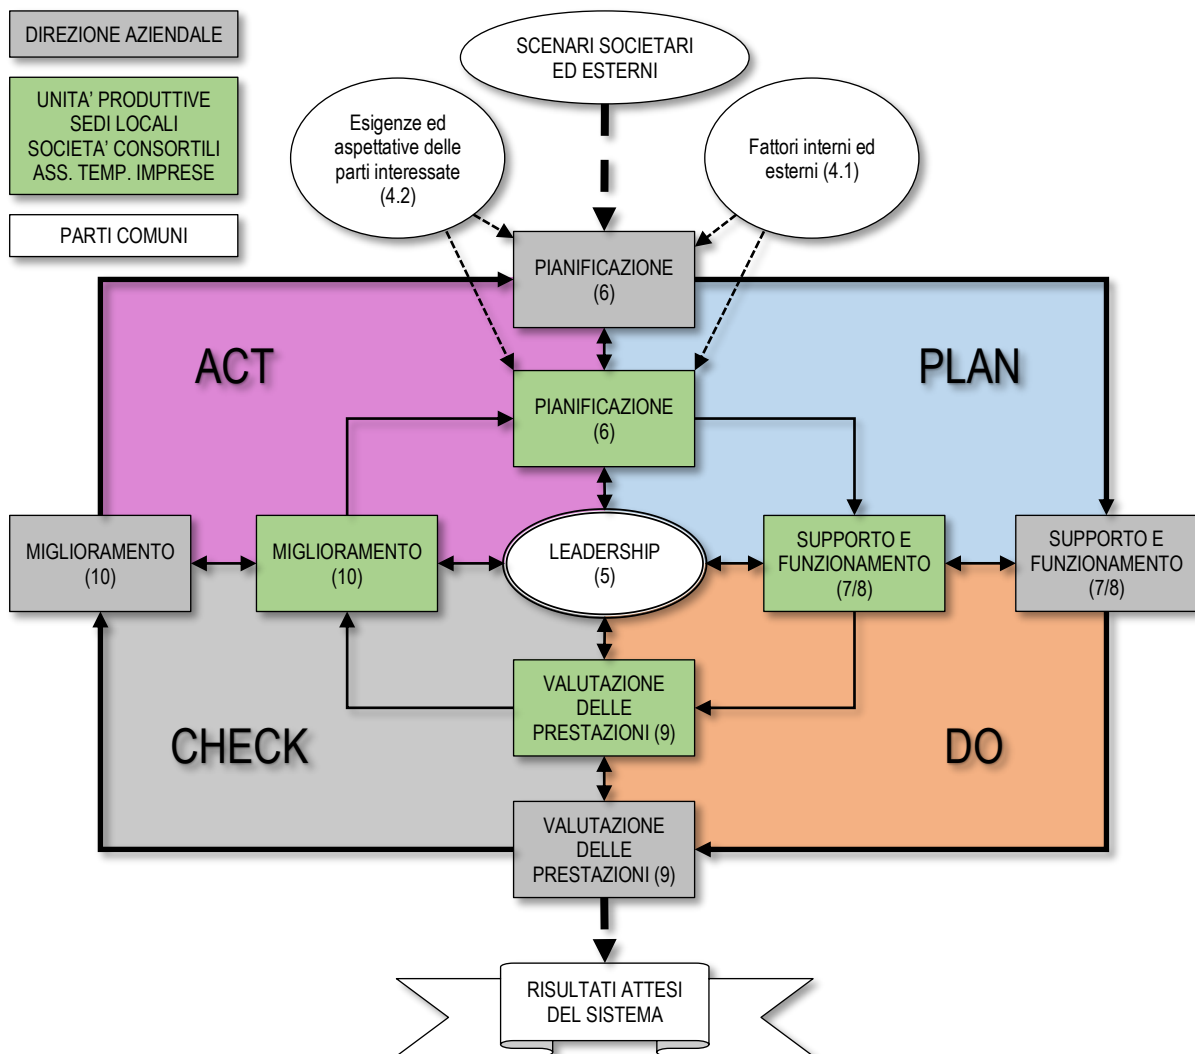 DIREZIONE AZIENDALE
UNITA' PRODUTTIVE
SEDI LOCALI
SOCIETA' CONSORTILI
ASS. TEMP. IMPRESE
PARTI COMUNI
SCENARI SOCIETARI
ED ESTERNI
Esigenze ed
aspettative delle
parti interessate
(4.2)
Fattori interni ed
esterni (4.1)
PIANIFICAZIONE
(6)
ACT
PLAN
PIANIFICAZIONE
(6)
MIGLIORAMENTO
(10)
MIGLIORAMENTO
(10)
LEADERSHIP
(5)
SUPPORTO E
FUNZIONAMENTO
(7/8)
SUPPORTO E
FUNZIONAMENTO
(7/8)
VALUTAZIONE
DELLE
PRESTAZIONI (9)
CHECK
DO
VALUTAZIONE
DELLE
PRESTAZIONI (9)
RISULTATI ATTESI
DEL SISTEMA